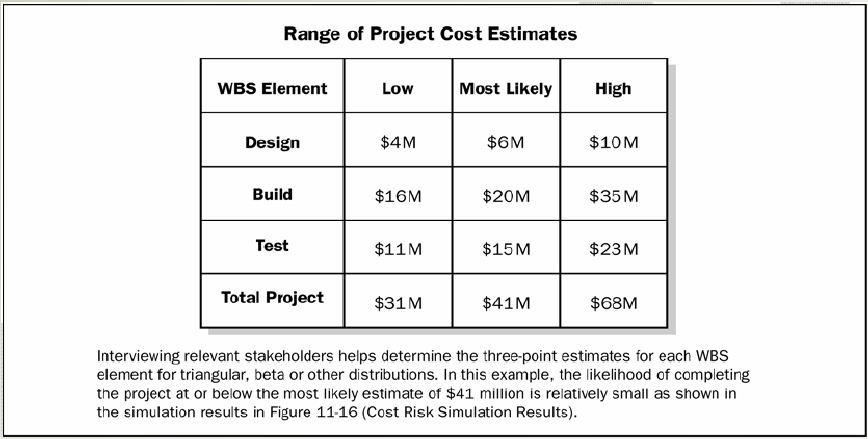 Range of Project Cost Estimates
WBS Element Low Most Likely High
Design $4M $6M $10M
Build $16M $20M $35M
Test $11M $15M $23M
Total Project $31M $41M $68M
Interviewing relevant stakeholders helps determine the three-point estimates for each WBS
element for triangular, beta or other distributions. In this example, the likelihood of completing
the project at or below the most likely estimate of $41 million is relatively small as shown in
the simulation results in Figure 11-16 (Cost Risk Simulation Results).